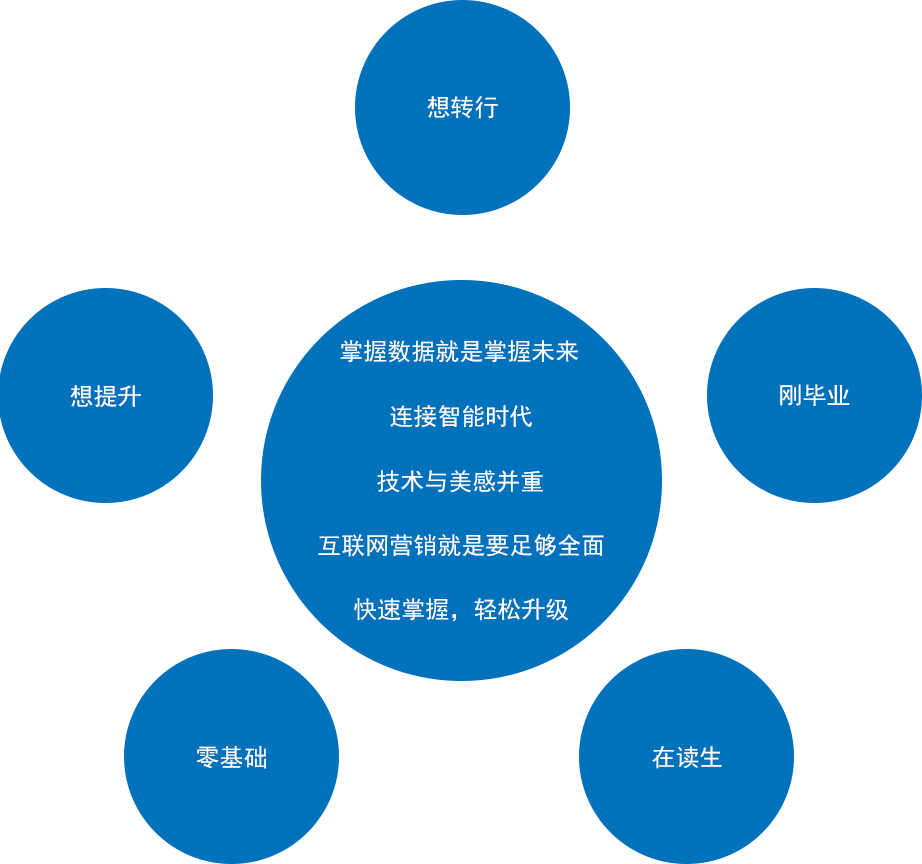 想转行
想提升
刚毕业
掌握数据就是掌握未来
连接智能时代
技术与美感并重
互联网营销就是要足够全面
快速掌握，轻松升级
零基础
在读生